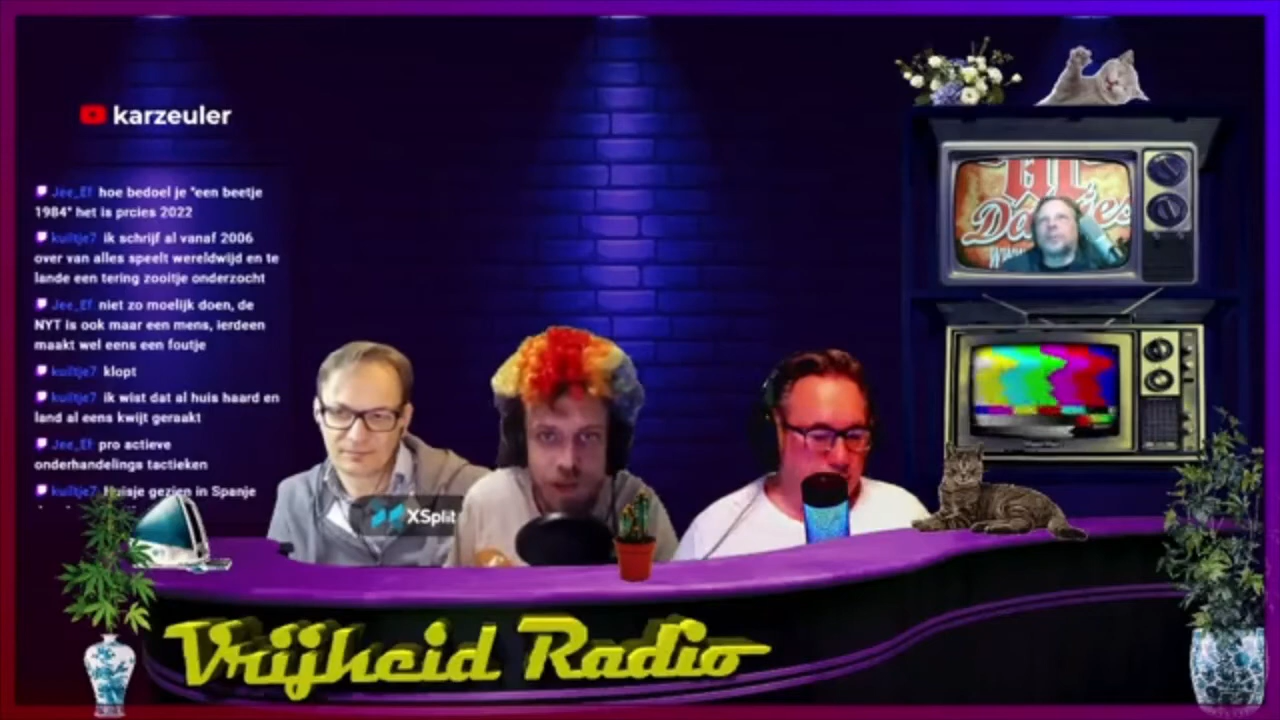 karzeuler
Jee_Ef hoe bedoel je "een beetje
1984" het is prcies 2022
kuiltje7 ik schrijf al vanaf 2006
over van alles speelt wereldwijd en te
lande een tering zooitje onderzocht
Jee_Ef niet zo moelijk doen, de
NYT is ook maar een mens, ierdeen
maakt wel eens een foutje
kuiltje7 klopt
kuiltje7 ik wist dat al huis haard en
land al eens kwijt geraakt
Jee_Ef pro actieve
onderhandelings tactieken
kuiltje7 Huisje gezien in Spanje
XSplit
Vrijheid Radio